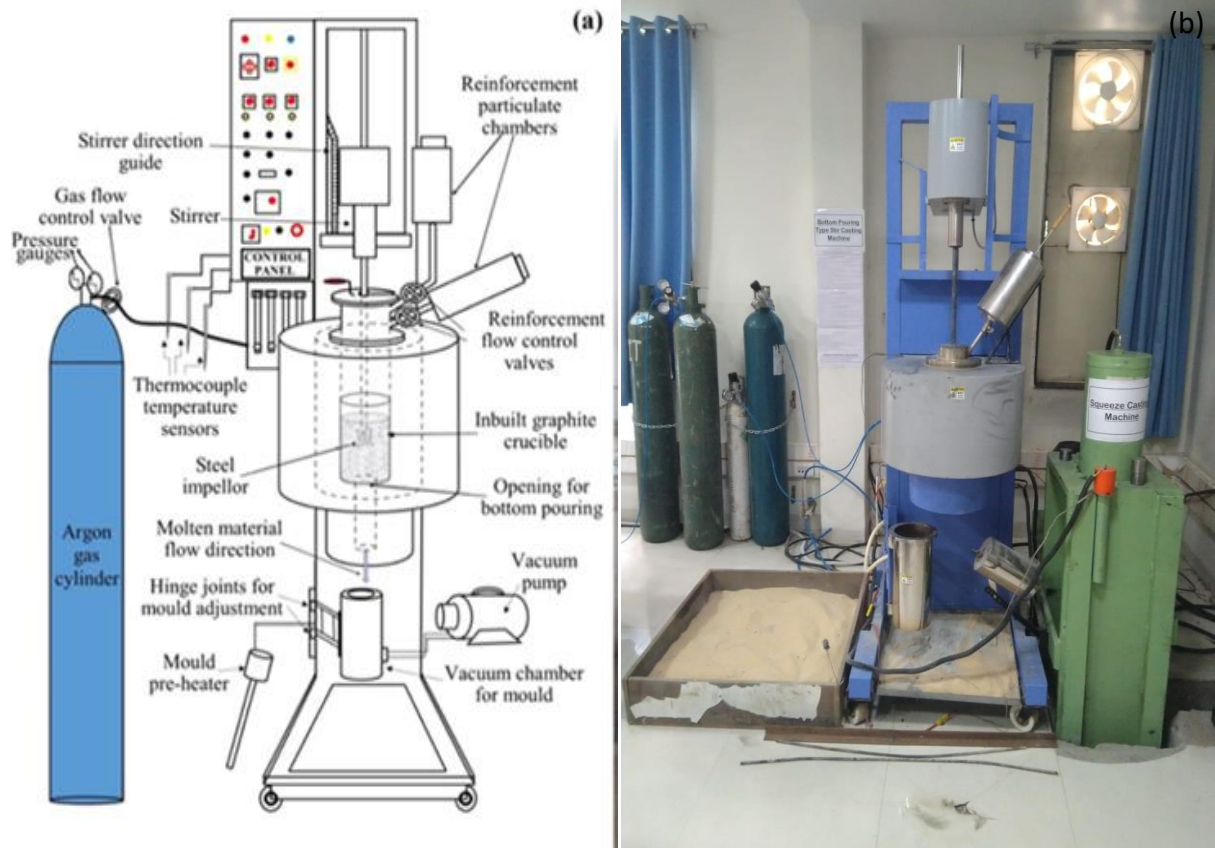 (a)
Reinforcement
particulate
chambers
Stirrer direction
guide
Gas flow
control valve
Stirrer
Pressure
gauges
CONTROL
PANEL
Reinforcement
flow control
valves
Thermocouple
temperature
sensors
Inbuilt graphite
crucible
Steel
impellor
Opening for
bottom pouring
Argon
gas
cylinder
Molten material
flow direction
Vacuum
pump
Hinge joints for
mould adjustment
Mould
pre-heater
Vacuum chamber
for mould
(b)
Bottom Pouring
Type Stir Casting
Machine
Squeeze Casting
Machine